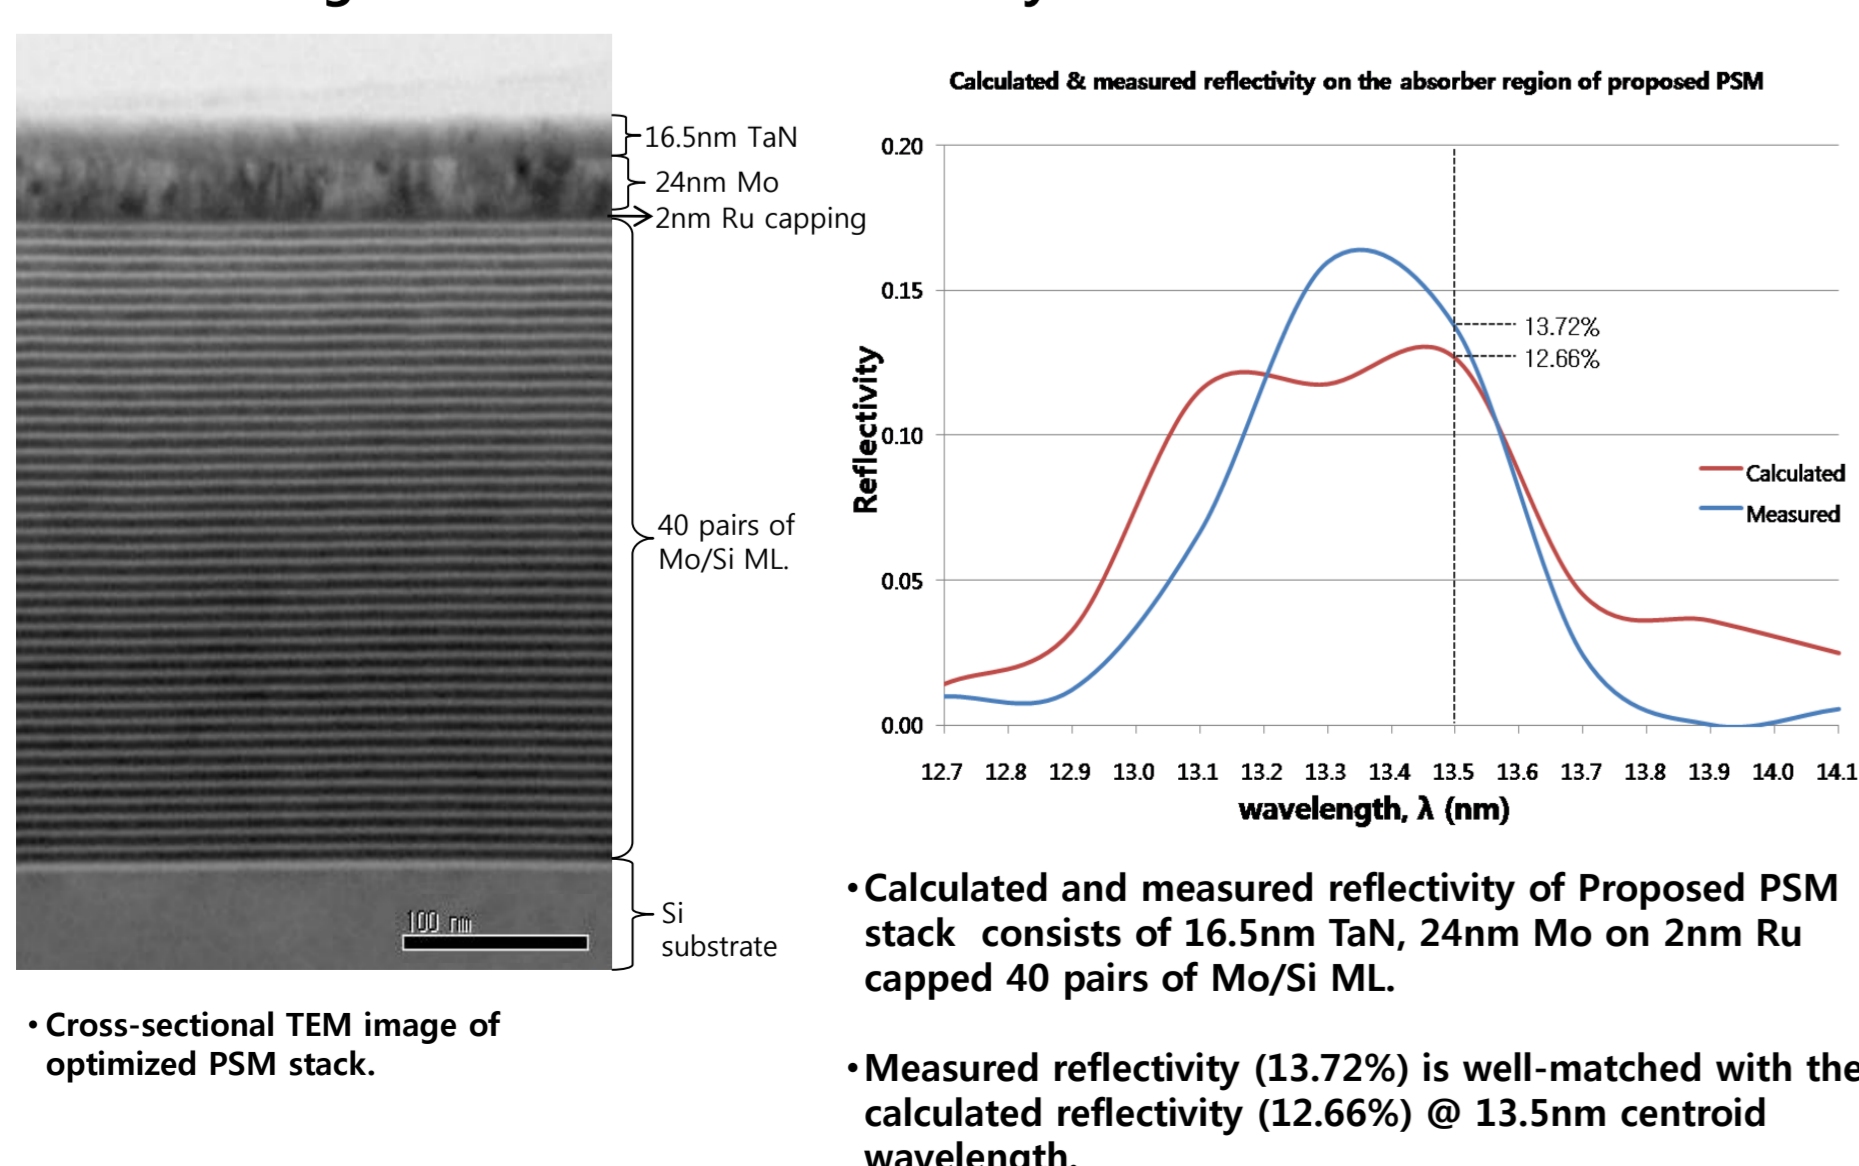 16.5nm TaN
24nm Mo
2nm Ru capping
40 pairs of
Mo/Si ML.
100 nm
Si
substrate
• Cross-sectional TEM image of
optimized PSM stack.
Calculated & measured reflectivity on the absorber region of proposed PSM
Reflectivity
0.20
0.15
0.10
0.05
0.00
13.72%
12.66%
Calculated
Measured
12.7 12.8 12.9 13.0 13.1 13.2 13.3 13.4 13.5 13.6 13.7 13.8 13.9 14.0 14.1
wavelength, λ (nm)
• Calculated and measured reflectivity of Proposed PSM
stack consists of 16.5nm TaN, 24nm Mo on 2nm Ru
capped 40 pairs of Mo/Si ML.
• Measured reflectivity (13.72%) is well-matched with the
calculated reflectivity (12.66%) @ 13.5nm centroid
wavelength.